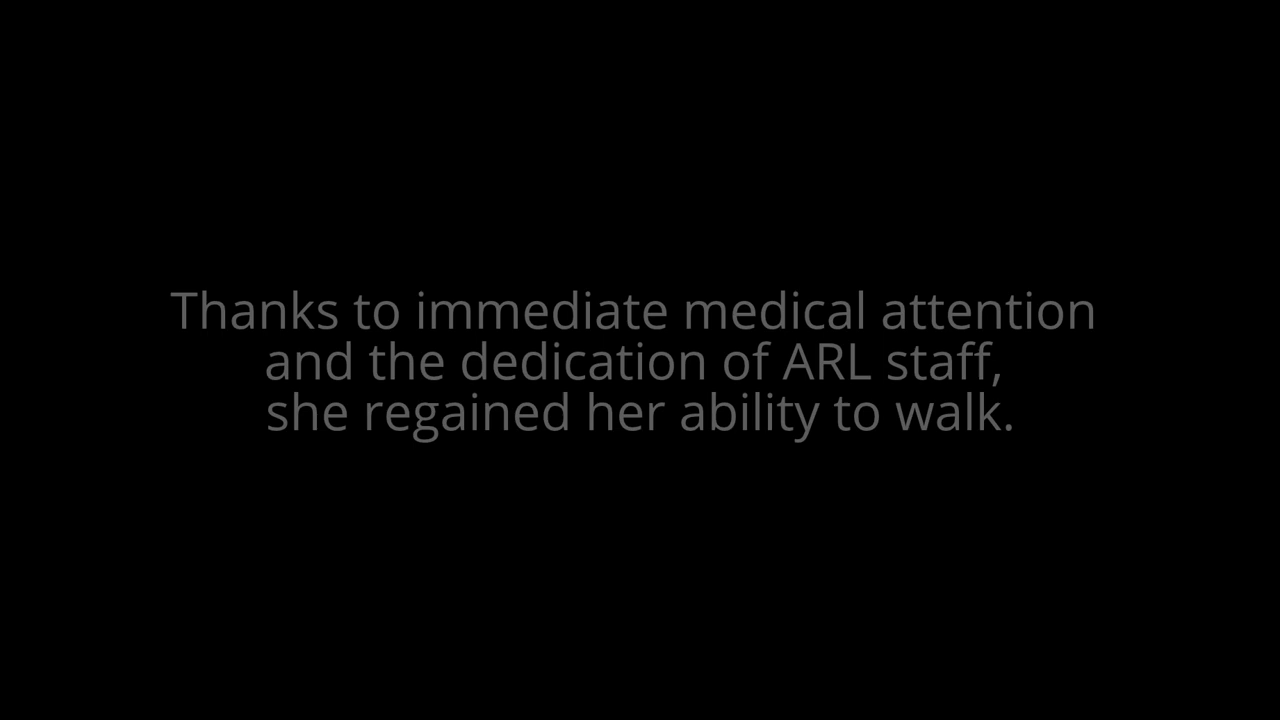 Thanks to immediate medical attention
and the dedication of ARL staff,
she regained her ability to walk.